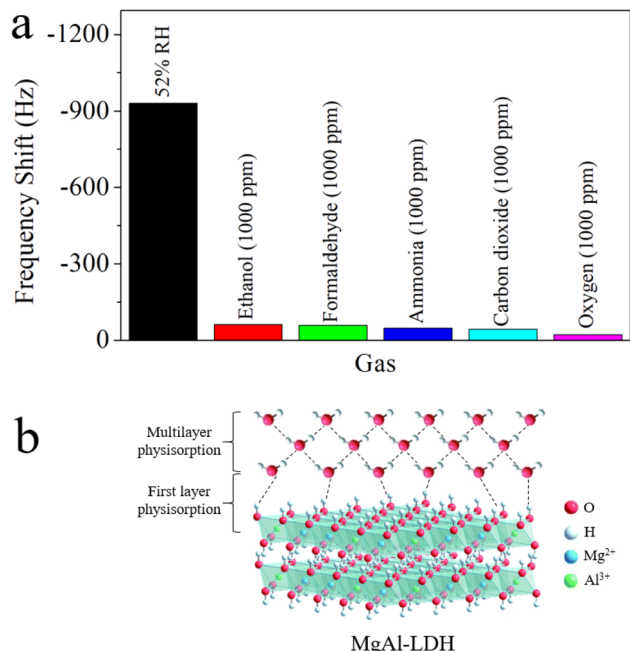 a
-1200
-900
-600
-300
0
Frequency Shift (Hz)
52% RH
Ethanol (1000 ppm)
Formaldehyde (1000 ppm)
Ammonia (1000 ppm)
Carbon dioxide (1000 ppm)
Oxygen (1000 ppm)
Gas
b
Multilayer
physisorption
First layer
physisorption
O
H
Mg²⁺
Al³⁺
MgAl-LDH